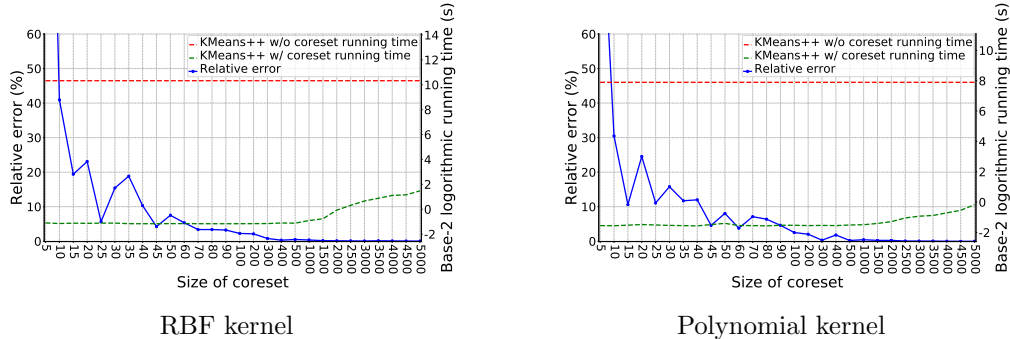 60
50
40
30
20
10
0
Relative error (%)
KMeans++ w/o coreset running time
KMeans++ w/ coreset running time
Relative error
14
12
10
8
6
4
2
0
−2
Base-2 logorithmic running time (s)
5 10 15 20 25 30 35 40 45 50 60 70 80 90 100 200 300 400 500 1000 1500 2000 2500 3000 3500 4000 4500 5000
Size of coreset
RBF kernel
60
50
40
30
20
10
0
Relative error (%)
KMeans++ w/o coreset running time
KMeans++ w/ coreset running time
Relative error
10
8
6
4
2
0
−2
Base-2 logorithmic running time (s)
5 10 15 20 25 30 35 40 45 50 60 70 80 90 100 200 300 400 500 1000 1500 2000 2500 3000 3500 4000 4500 5000
Size of coreset
Polynomial kernel